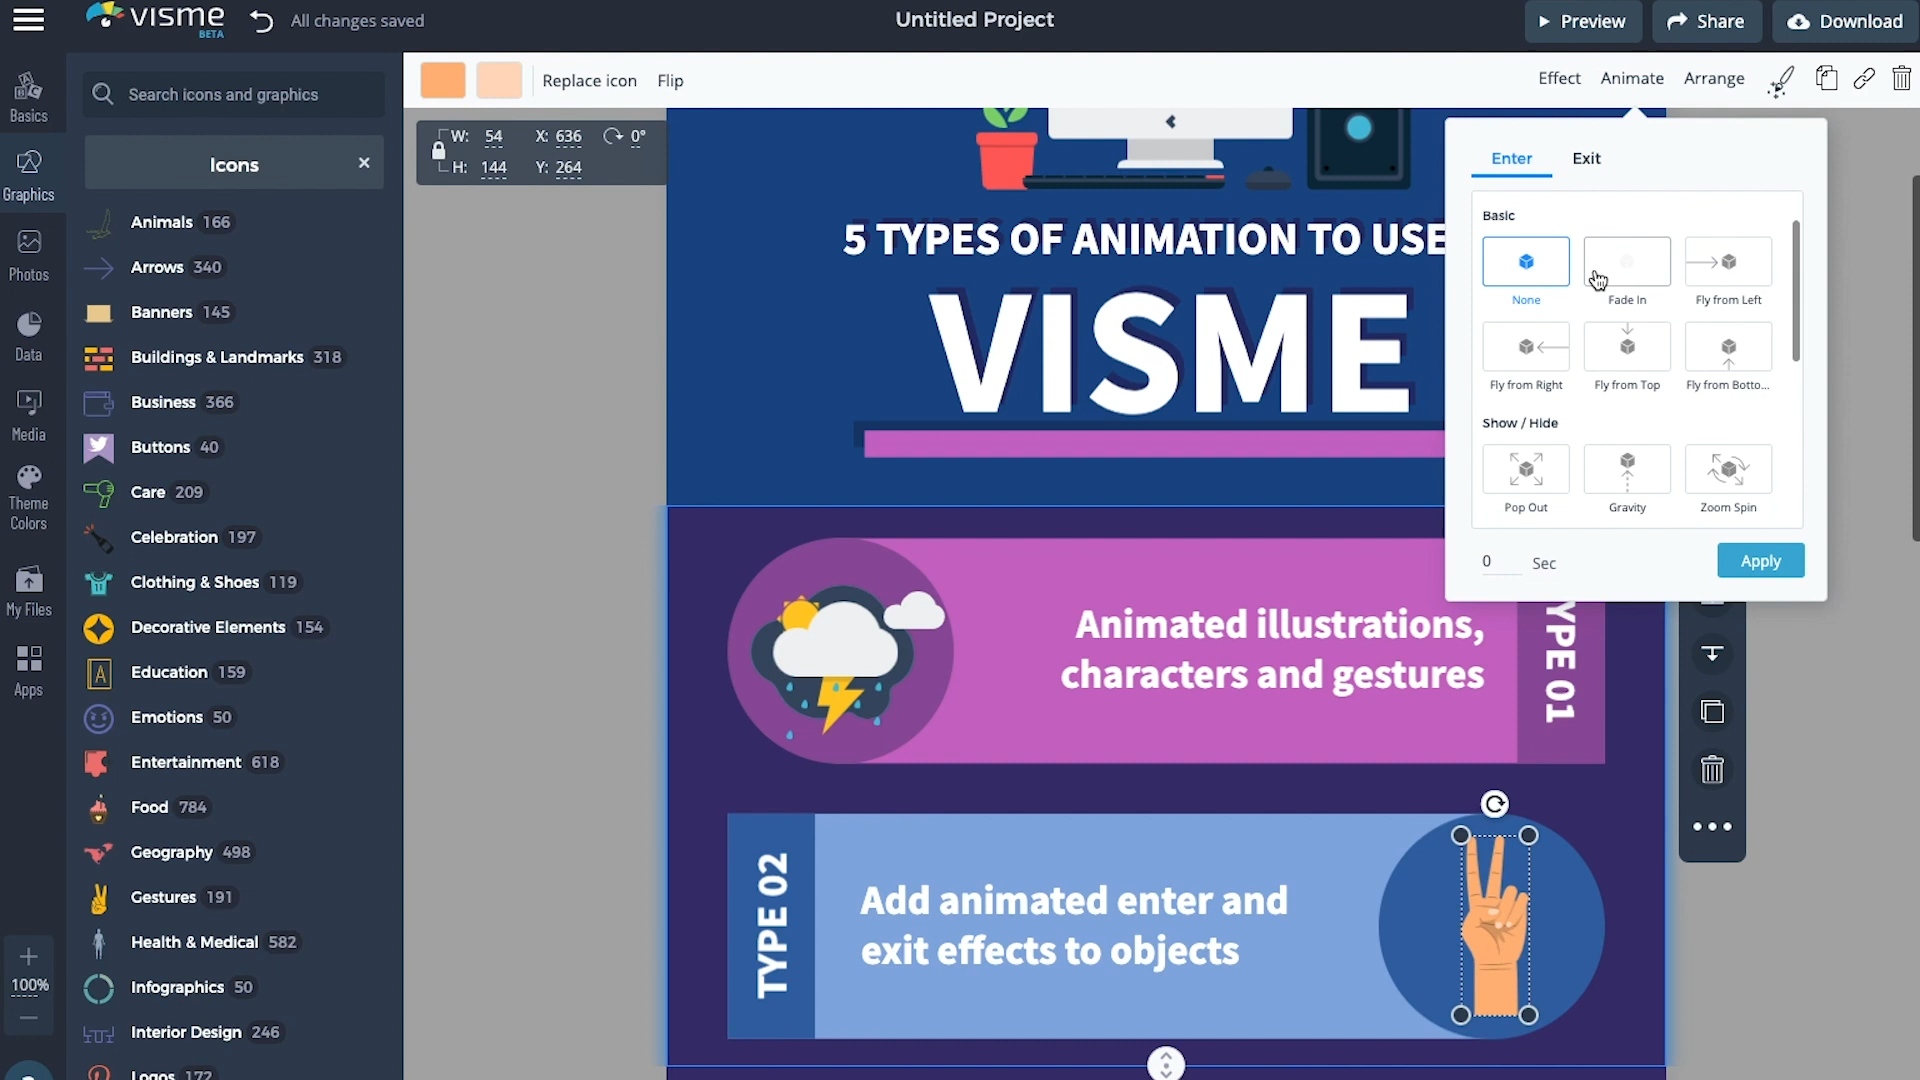 visme
BETA
All changes saved
Untitled Project
Preview
Share
Download
Basics
Graphics
Photos
Data
Media
Theme
Colors
My Files
Apps
100%
Search icons and graphics
Icons
Animals 166
Arrows 340
Banners 145
Buildings & Landmarks 318
Business 366
Buttons 40
Care 209
Celebration 197
Clothing & Shoes 119
Decorative Elements 154
Education 159
Emotions 50
Entertainment 618
Food 784
Geography 498
Gestures 191
Health & Medical 582
Infographics 50
Interior Design 246
Logos 172
Replace icon
Flip
Effect
Animate
Arrange
W: 54 X: 636 0°
H: 144 Y: 264
5 TYPES OF ANIMATION TO USE
VISME
Animated illustrations,
characters and gestures
TYPE 01
TYPE 02
Add animated enter and
exit effects to objects
Enter
Exit
Basic
None
Fade In
Fly from Left
Fly from Right
Fly from Top
Fly from Botto...
Show / Hide
Pop Out
Gravity
Zoom Spin
0 Sec
Apply